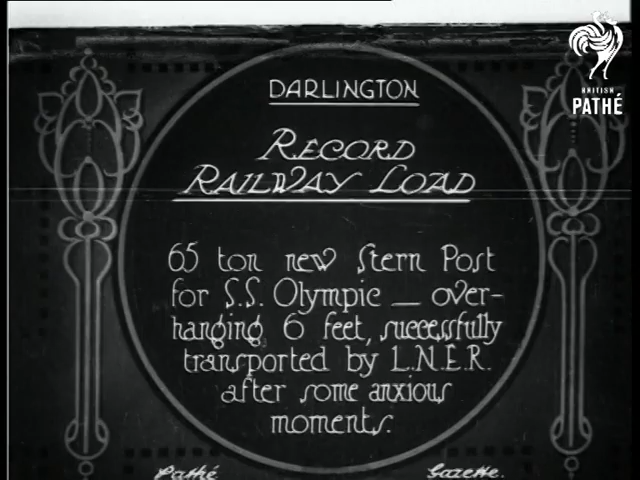 BRITISH
PATHÉ
DARLINGTON
RECORD
RAILWAY LOAD
65 ton new Stern Post
for S.S. Olympic — over-
hanging 6 feet, successfully
transported by L.N.E.R.
after some anxious
moments.
Pathé Gazette.